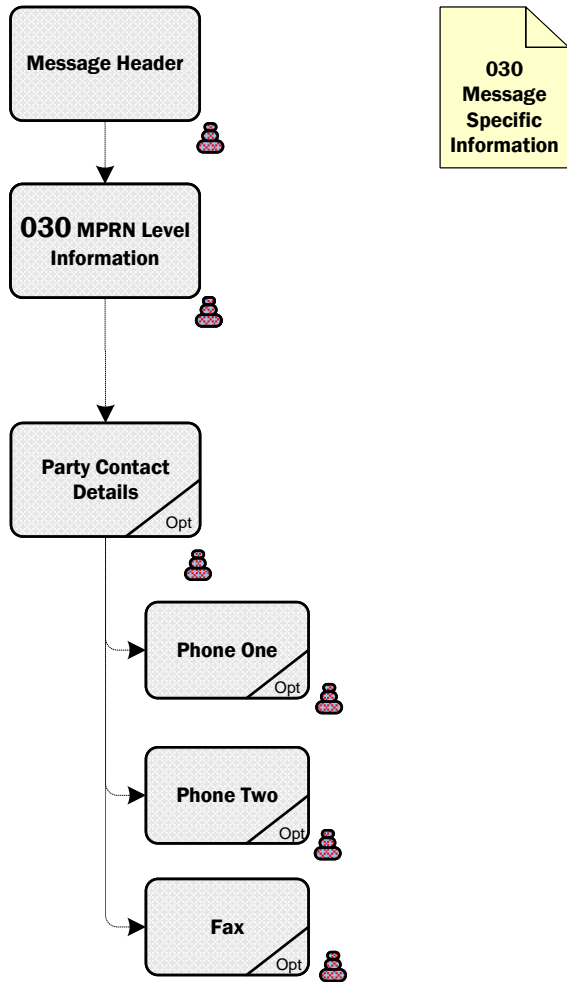 Message Header
030
Message
Specific
Information
030 MPRN Level
Information
Party Contact
Details
Opt
Phone One
Opt
Phone Two
Opt
Fax
Opt